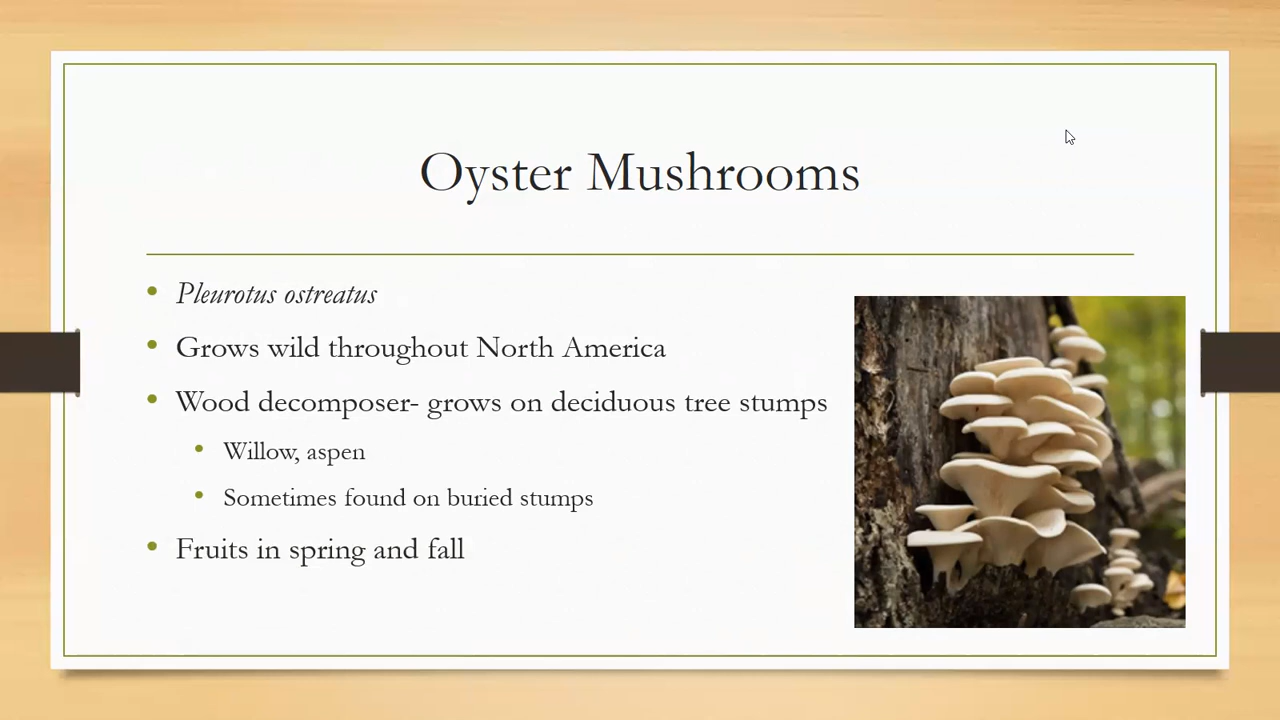 Oyster Mushrooms
Pleurotus ostreatus
Grows wild throughout North America
Wood decomposer- grows on deciduous tree stumps
Willow, aspen
Sometimes found on buried stumps
Fruits in spring and fall